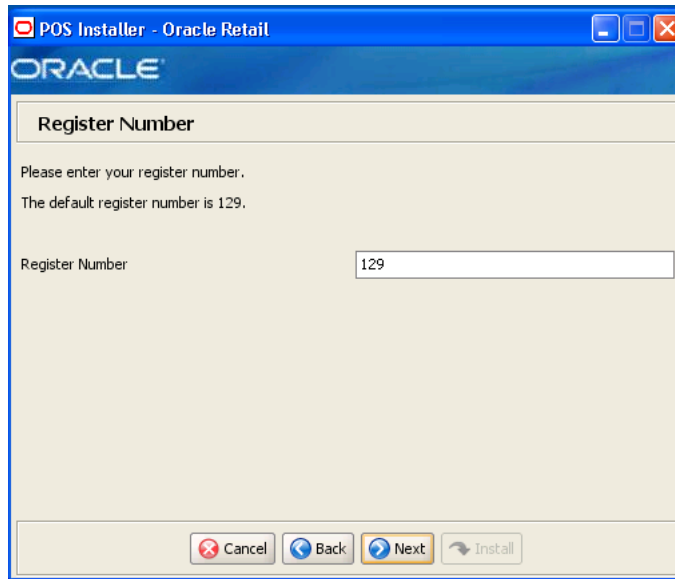 POS Installer - Oracle Retail
ORACLE
Register Number
Please enter your register number.
The default register number is 129.
Register Number 129
Cancel Back Next Install